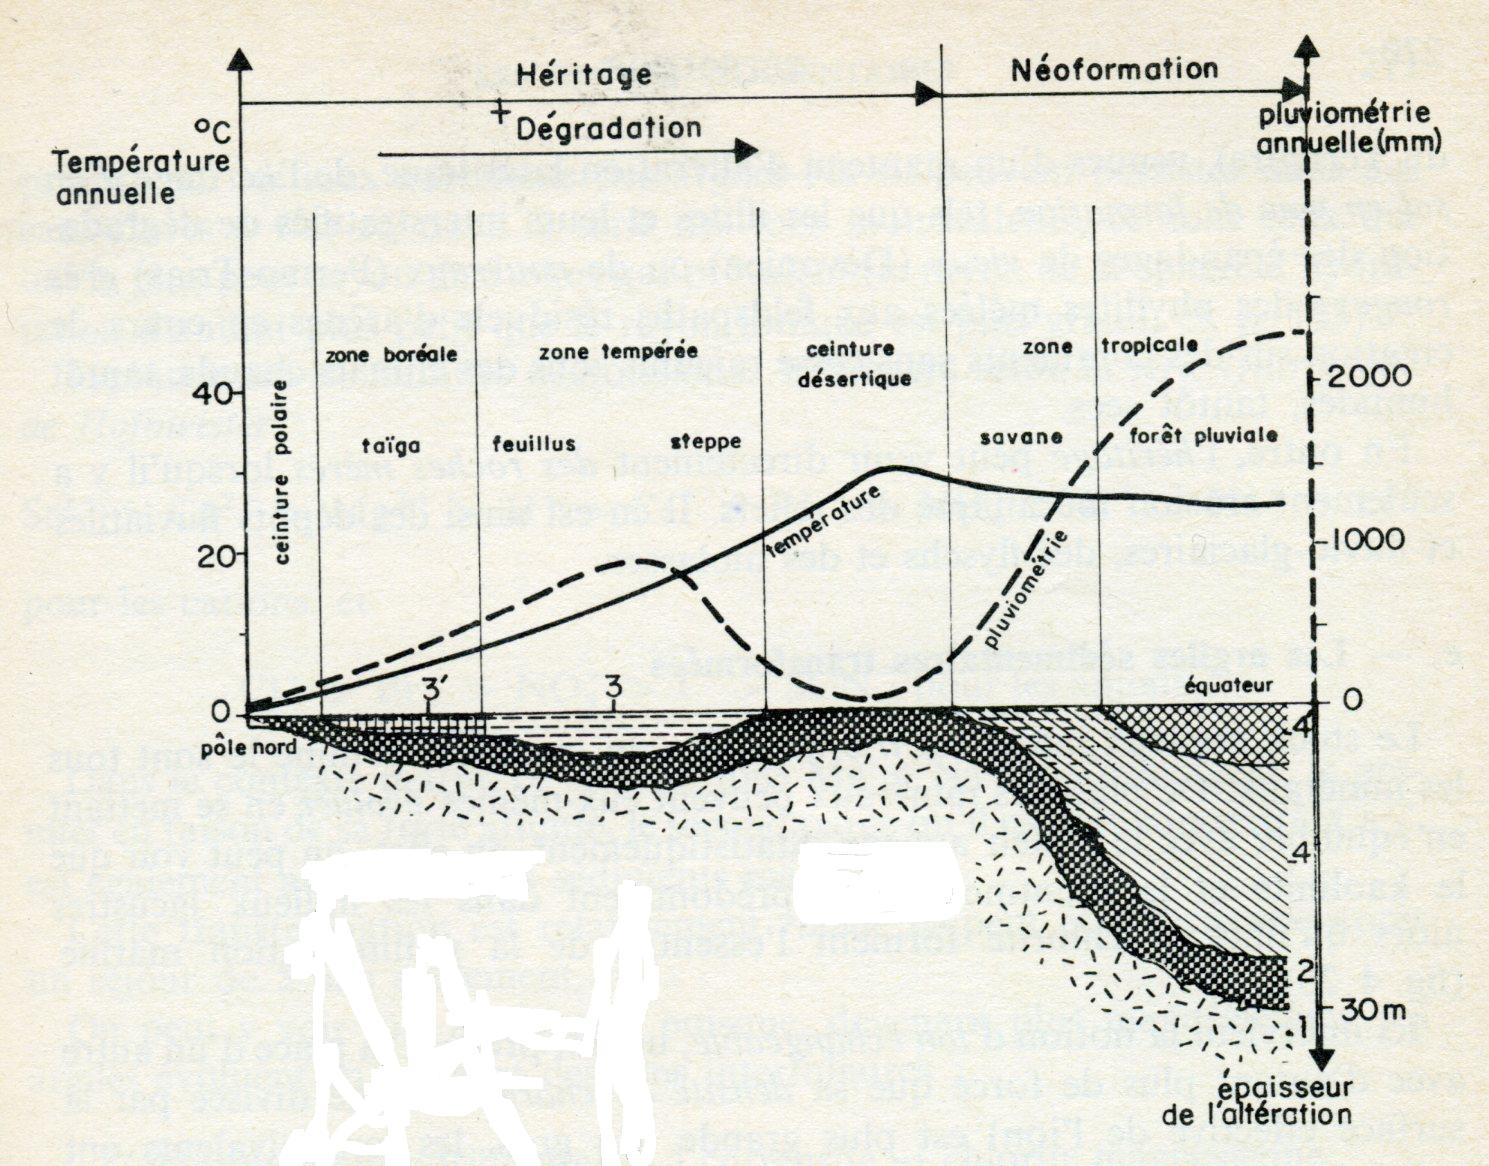 Héritage
Néoformation
+
Dégradation
°C
Température
annuelle
pluviométrie
annuelle(mm)
zone boréale
zone tempérée
ceinture
désertique
zone tropicale
ceinture polaire
taïga
feuillus
steppe
savane
forêt pluviale
40
20
0
2000
1000
0
température
pluviométrie
3'
3
équateur
pôle nord
4'
4
2
1
30m
épaisseur
de l'altération